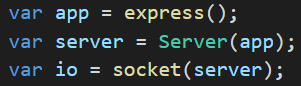 var app = express();
var server = Server(app);
var io = socket(server);